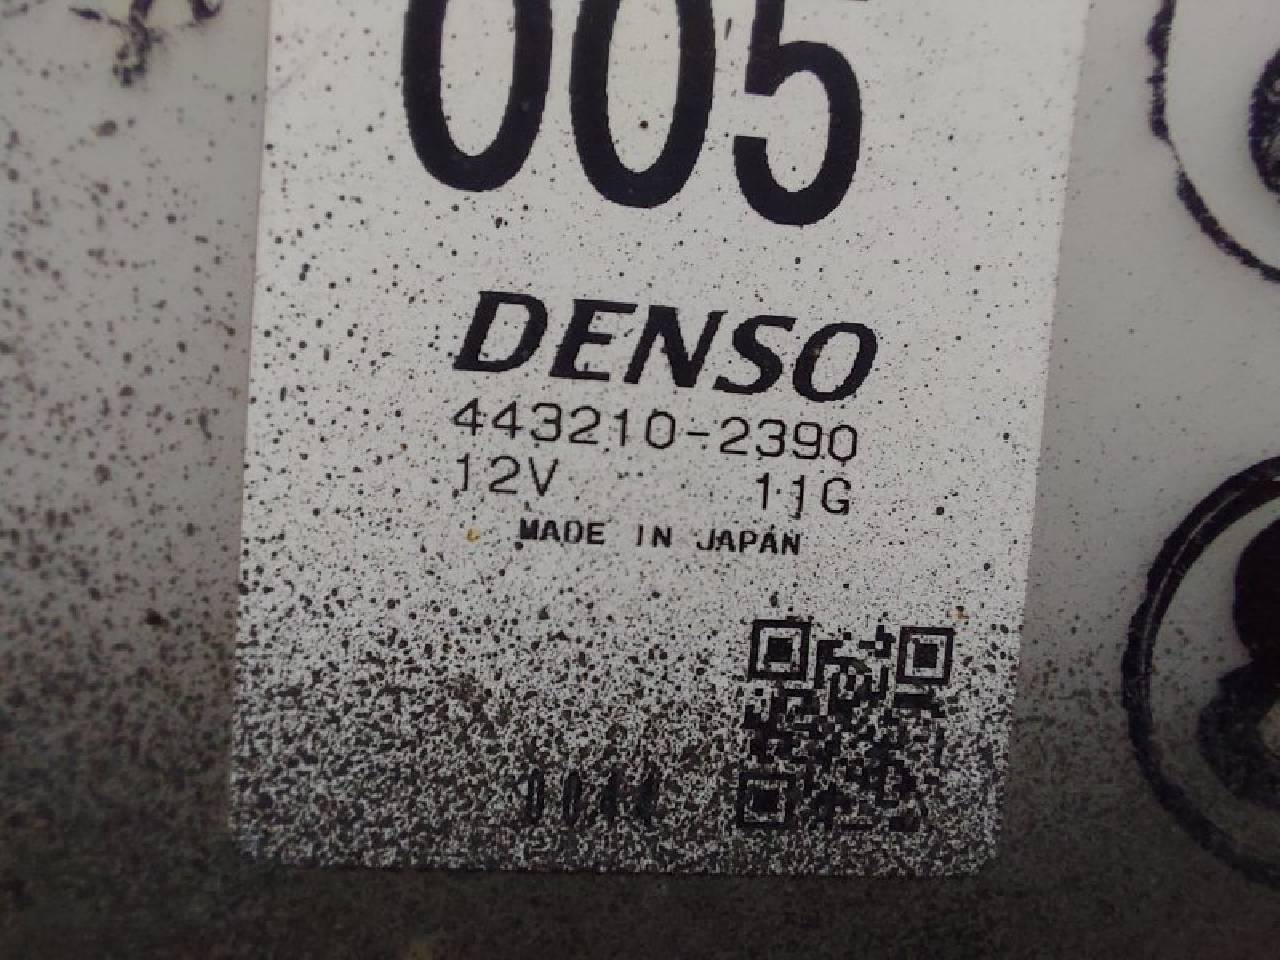 005
DENSO
443210-2390
12V 11G
MADE IN JAPAN